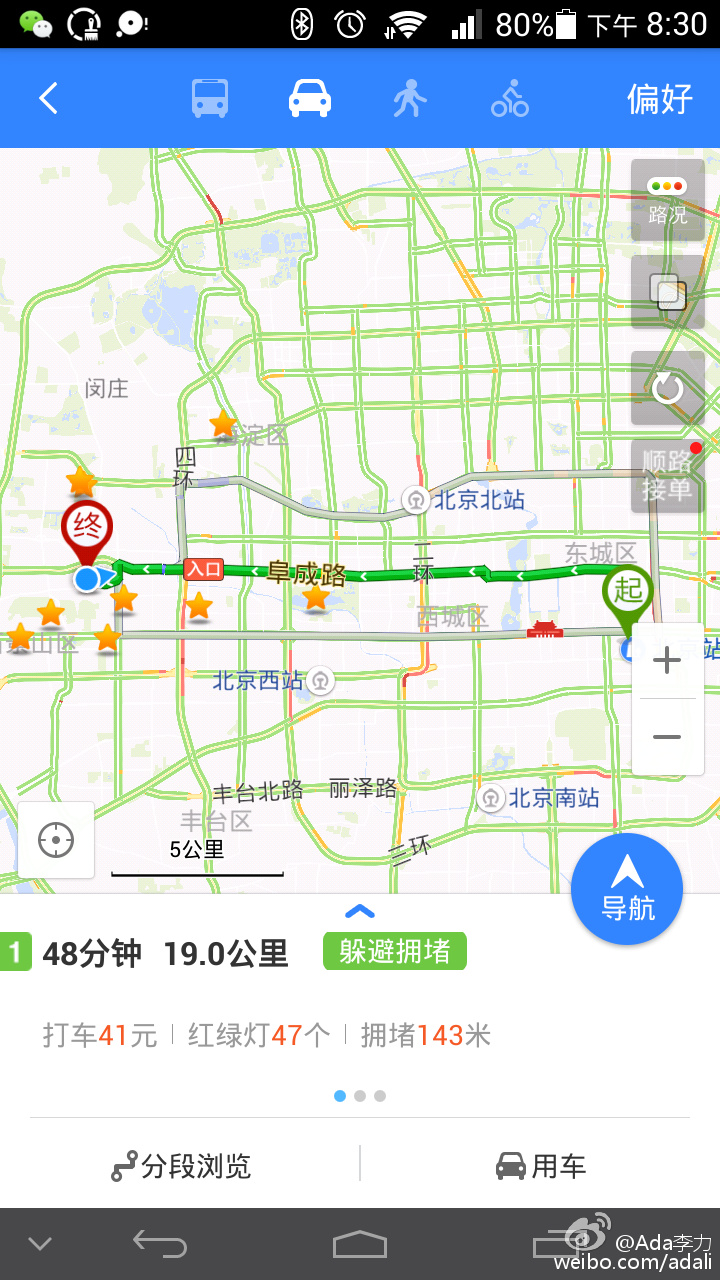 80% 下午 8:30
偏好
路况
闵庄
海淀区
四环
顺路接单
北京北站
终
入口
阜成路
二环
东城区
起
西城区
北京西站
丰台北路
丽泽路
北京南站
丰台区
三环
5公里
导航
1 48分钟 19.0公里 躲避拥堵
打车41元 红绿灯47个 拥堵143米
分段浏览
用车
@Ada李力
weibo.com/adali